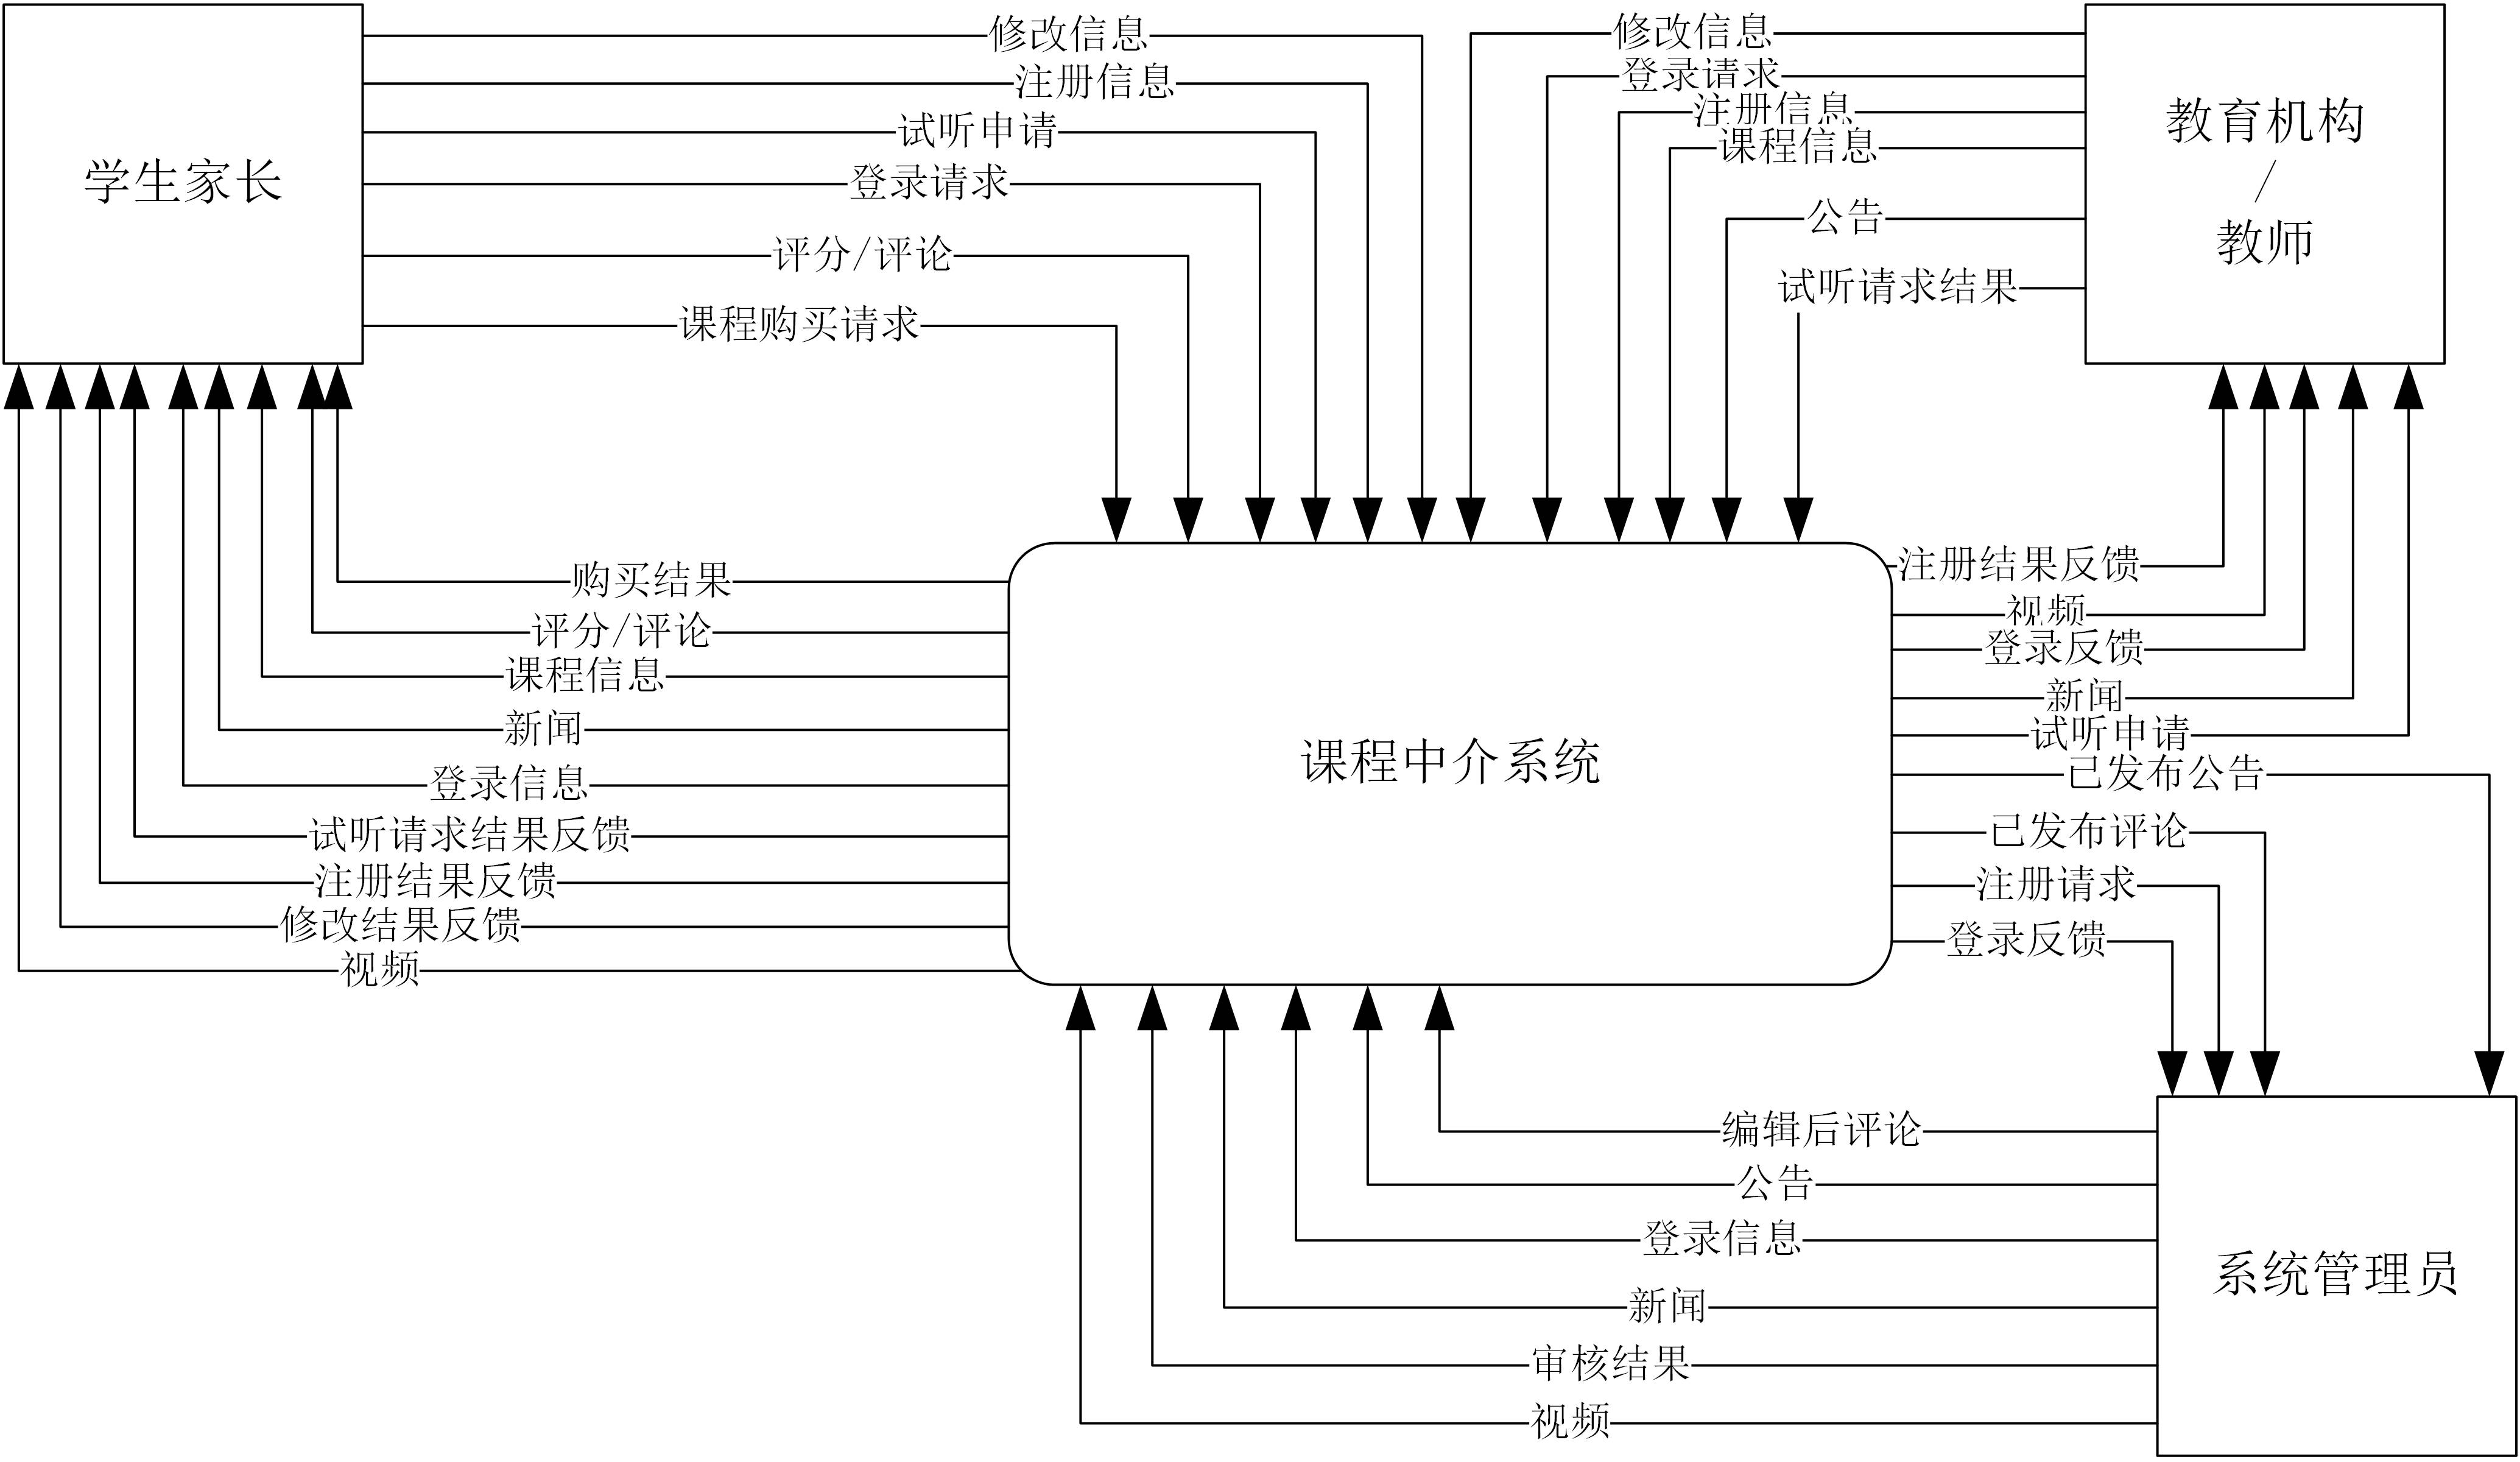 学生家长
修改信息
注册信息
试听申请
登录请求
评分/评论
课程购买请求
修改信息
登录请求
注册信息
课程信息
公告
试听请求结果
教育机构
/
教师
购买结果
评分/评论
课程信息
新闻
登录信息
试听请求结果反馈
注册结果反馈
修改结果反馈
视频
课程中介系统
注册结果反馈
视频
登录反馈
新闻
试听申请
已发布公告
已发布评论
注册请求
登录反馈
编辑后评论
公告
登录信息
新闻
审核结果
视频
系统管理员